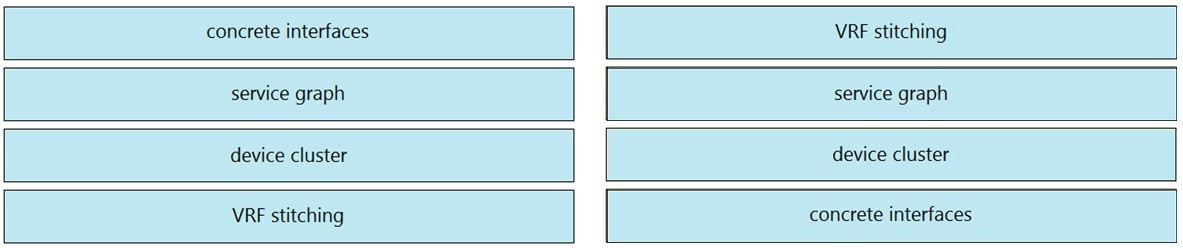 concrete interfaces
service graph
device cluster
VRF stitching
VRF stitching
service graph
device cluster
concrete interfaces